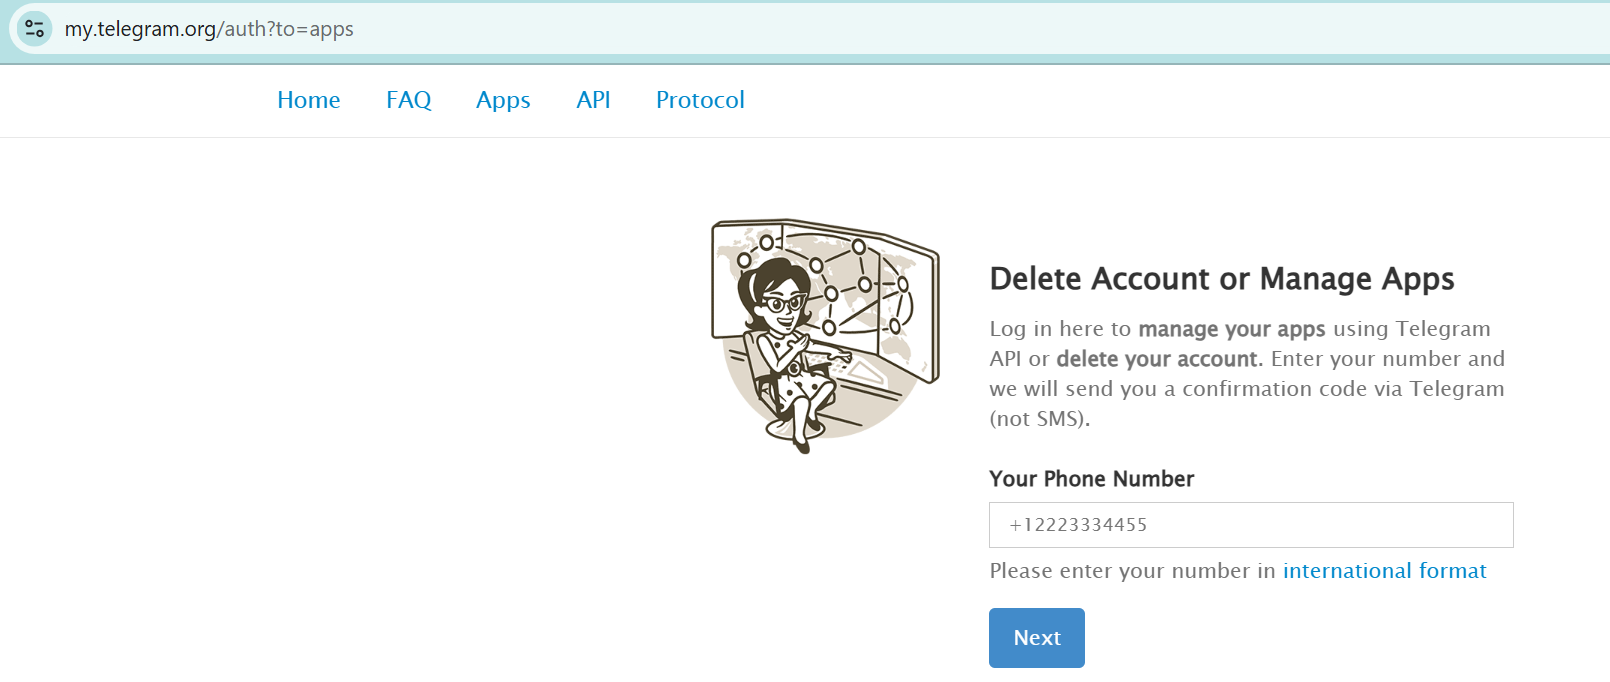 my.telegram.org/auth?to=apps
Home FAQ Apps API Protocol
Delete Account or Manage Apps
Log in here to manage your apps using Telegram
API or delete your account. Enter your number and
we will send you a confirmation code via Telegram
(not SMS).
Your Phone Number
+12223334455
Please enter your number in international format
Next